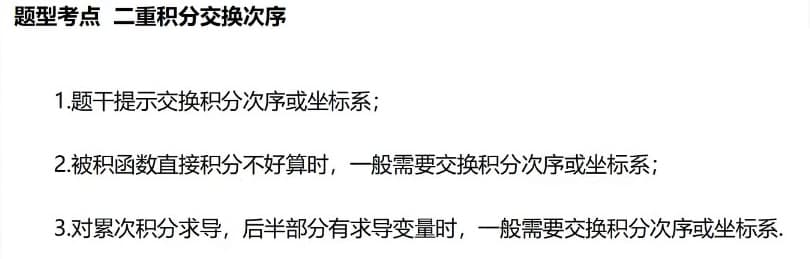 题型考点 二重积分交换次序
1.题干提示交换积分次序或坐标系；
2.被积函数直接积分不好算时，一般需要交换积分次序或坐标系；
3.对累次积分求导，后半部分有求导变量时，一般需要交换积分次序或坐标系.